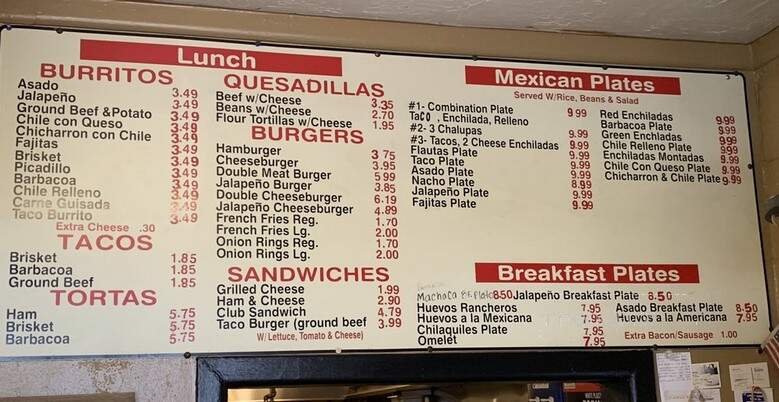 Lunch
BURRITOS
Asado 3.49
Jalapeño 3.49
Ground Beef &Potato 3.49
Chile con Queso 3.49
Chicharron con Chile 3.49
Fajitas 3.49
Brisket 3.49
Picadillo 3.49
Barbacoa 3.49
Chile Relleno 3.49
Carne Guisada 3.49
Taco Burrito 3.49
Extra Cheese .30
TACOS
Brisket 1.85
Barbacoa 1.85
Ground Beef 1.85
TORTAS
Ham 5.75
Brisket 5.75
Barbacoa 5.75
QUESADILLAS
Beef w/Cheese 3.35
Beans w/Cheese 2.70
Flour Tortillas w/Cheese 1.95
BURGERS
Hamburger 3 75
Cheeseburger 3.95
Double Meat Burger 5 99
Jalapeño Burger 3.85
Double Cheeseburger 6.19
Jalapeño Cheeseburger 4.89
French Fries Reg. 1.70
French Fries Lg. 2.00
Onion Rings Reg. 1.70
Onion Rings Lg. 2.00
SANDWICHES
Grilled Cheese 1.99
Ham & Cheese 2.90
Club Sandwich 4.79
Taco Burger (ground beef 3.99
W/ Lettuce, Tomato & Cheese)
Mexican Plates
Served W/Rice, Beans & Salad
#1- Combination Plate 9 99
Taco , Enchilada, Relleno
#2- 3 Chalupas 9.99
#3- Tacos, 2 Cheese Enchiladas 9.99
Flautas Plate 9.99
Taco Plate 9.99
Asado Plate 9.99
Nacho Plate 8.99
Jalapeño Plate 9.99
Fajitas Plate 9.99
Red Enchiladas 9.99
Barbacoa Plate 9.99
Green Enchiladas 9.99
Chile Relleno Plate 9.99
Enchiladas Montadas 9.99
Chile Con Queso Plate 9.99
Chicharron & Chile Plate 9.99
Breakfast Plates
Machaca BK Plate 8.50
Huevos Rancheros 7.95
Huevos a la Mexicana 7.95
Chilaquiles Plate 7.95
Omelet 7.95
Jalapeño Breakfast Plate 8.50
Asado Breakfast Plate 8.50
Huevos a la Americana 7.95
Extra Bacon/Sausage 1.00